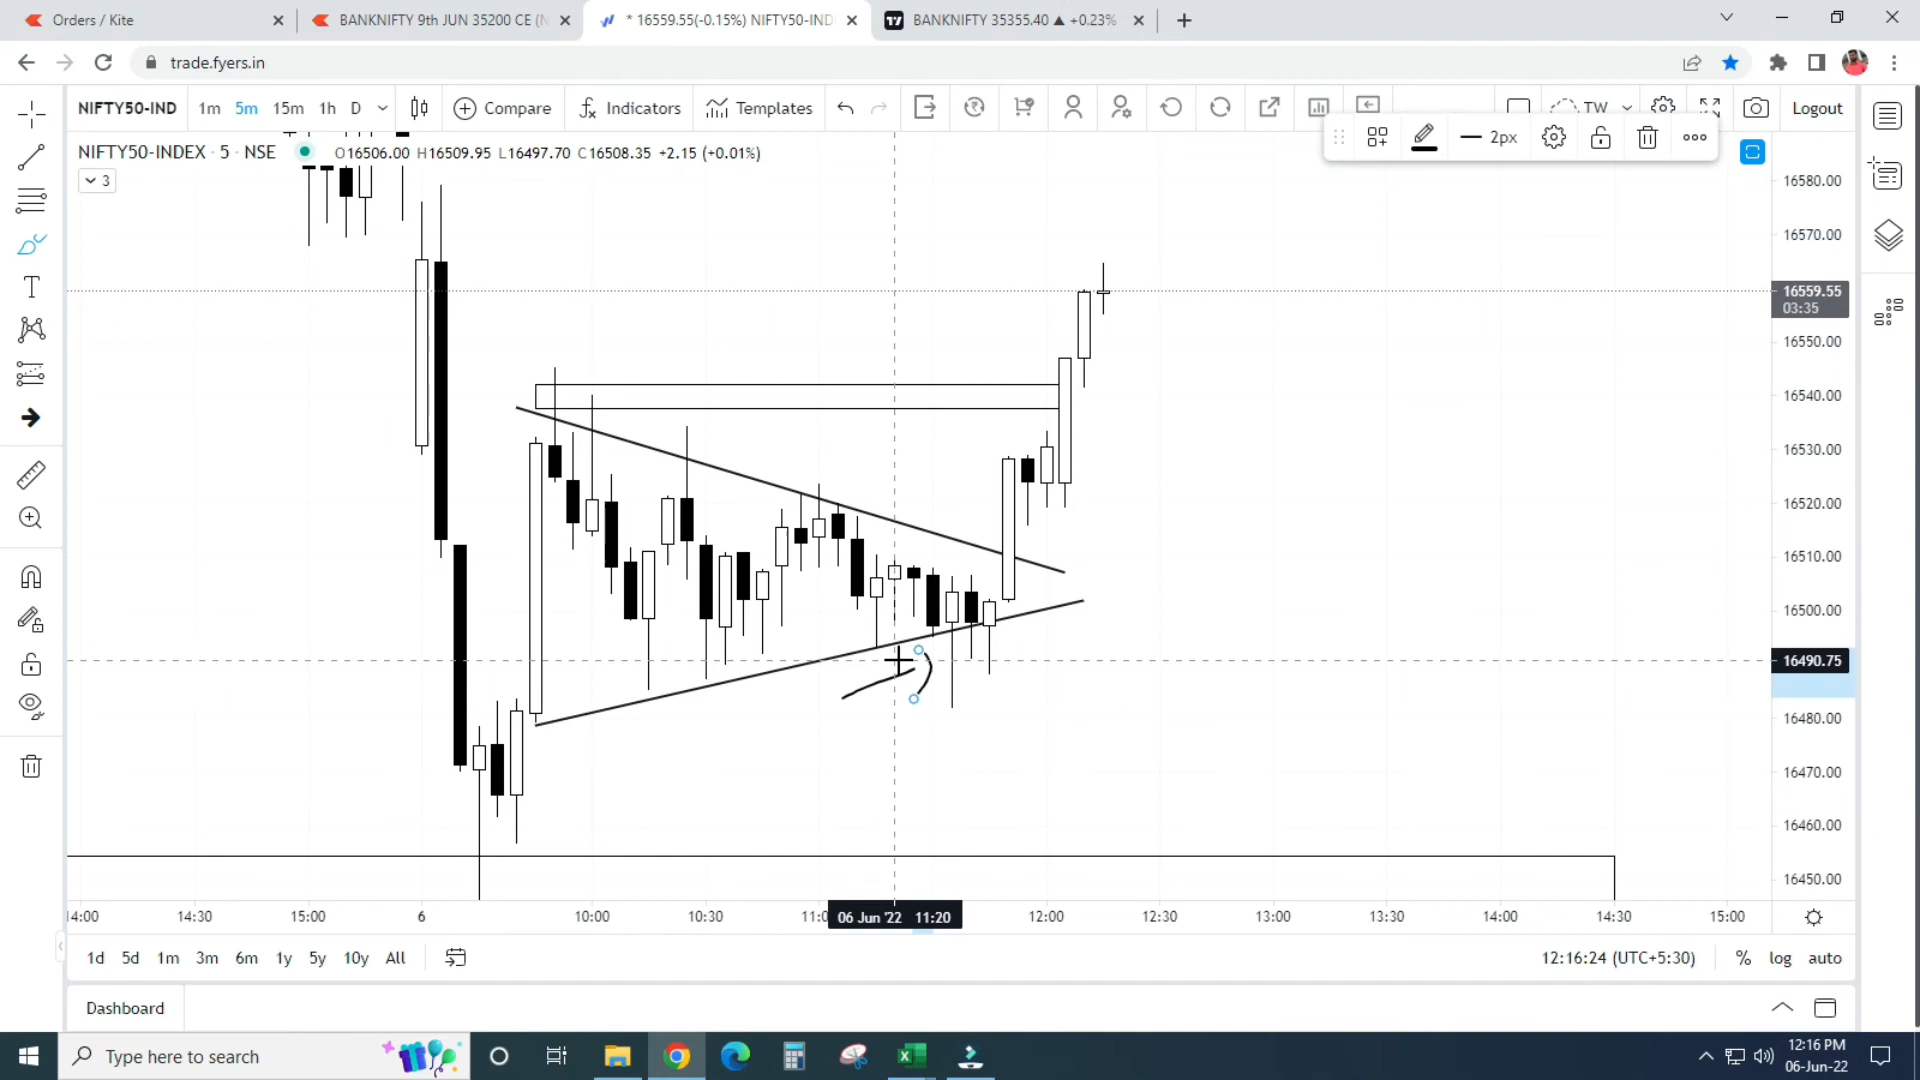 Orders / Kite
BANKNIFTY 9th JUN 35200 CE (N
* 16559.55(-0.15%) NIFTY50-IND
BANKNIFTY 35355.40 ▲ +0.23%
trade.fyers.in
NIFTY50-IND
1m
5m
15m
1h
D
Compare
Indicators
Templates
TW
Logout
NIFTY50-INDEX · 5 · NSE
O16506.00 H16509.95 L16497.70 C16508.35 +2.15 (+0.01%)
3
2px
16580.00
16570.00
16559.55
03:35
16550.00
16540.00
16530.00
16520.00
16510.00
16500.00
16490.75
16480.00
16470.00
16460.00
16450.00
14:00
14:30
15:00
6
10:00
10:30
06 Jun '22 11:20
12:00
12:30
13:00
13:30
14:00
14:30
15:00
1d
5d
1m
3m
6m
1y
5y
10y
All
12:16:24 (UTC+5:30)
%
log
auto
Dashboard
Type here to search
12:16 PM
06-Jun-22